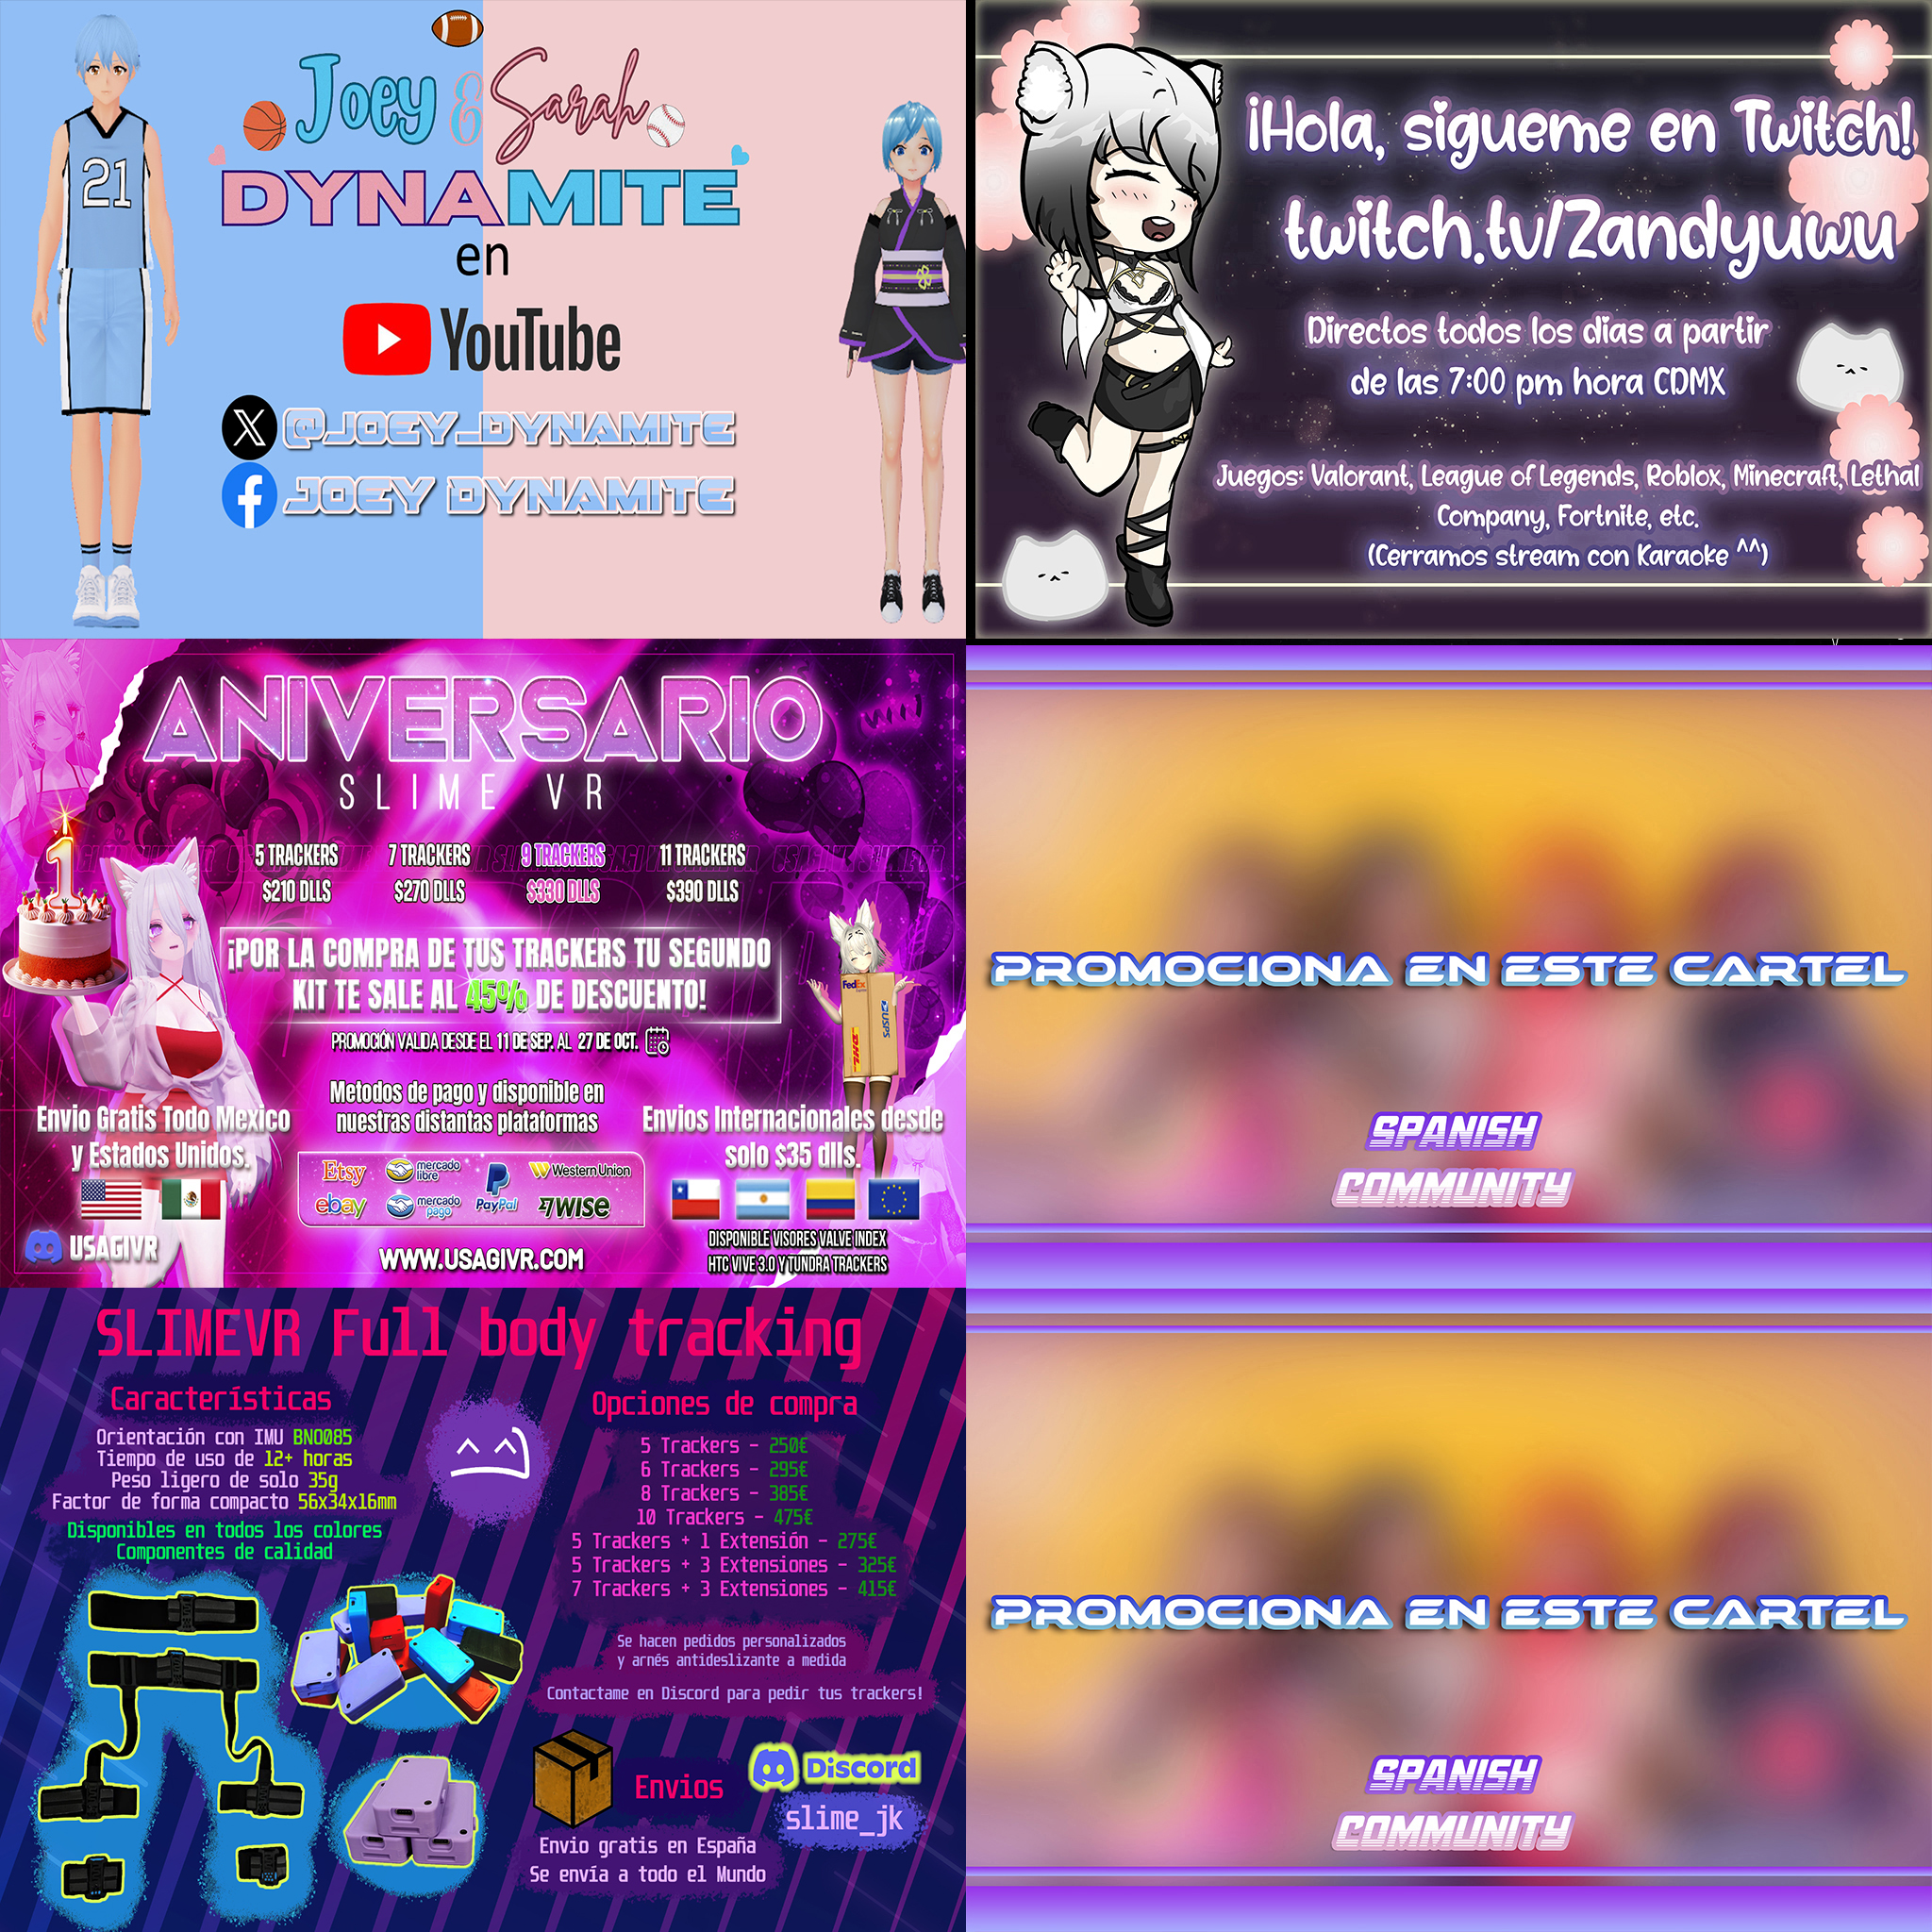 Joey & Sarah
DYNAMITE
en
YouTube
@JOEY_DYNAMITE
JOEY DYNAMITE
21
¡Hola, sigueme en Twitch!
twitch.tv/Zandyuwu
Directos todos los dias a partir
de las 7:00 pm hora CDMX
Juegos: Valorant, League of Legends, Roblox, Minecraft, Lethal
Company, Fortnite, etc.
(Cerramos stream con Karaoke ^^)
ANIVERSARIO
SLIME VR
5 TRACKERS 7 TRACKERS 9 TRACKERS 11 TRACKERS
$210 DLLS $270 DLLS $330 DLLS $390 DLLS
¡POR LA COMPRA DE TUS TRACKERS TU SEGUNDO
KIT TE SALE AL 45% DE DESCUENTO!
PROMOCIÓN VALIDA DESDE EL 11 DE SEP. AL 27 DE OCT.
FedEx
USPS
DHL
Metodos de pago y disponible en
nuestras distantas plataformas
Envio Gratis Todo Mexico
y Estados Unidos.
Envios Internacionales desde
solo $35 dlls.
Etsy mercado libre PayPal Western Union
ebay mercado pago WISE
USAGIVR
WWW.USAGIVR.COM
DISPONIBLE VISORES VALVE INDEX
HTC VIVE 3.0 Y TUNDRA TRACKERS
PROMOCIONA EN ESTE CARTEL
SPANISH
COMMUNITY
SLIMEVR Full body tracking
Características
Orientación con IMU BNO085
Tiempo de uso de 12+ horas
Peso ligero de solo 35g
Factor de forma compacto 56x34x16mm
Disponibles en todos los colores
Componentes de calidad
Opciones de compra
5 Trackers - 250€
6 Trackers - 295€
8 Trackers - 385€
10 Trackers - 475€
5 Trackers + 1 Extensión - 275€
5 Trackers + 3 Extensiones - 325€
7 Trackers + 3 Extensiones - 415€
Se hacen pedidos personalizados
y arnés antideslizante a medida
Contactame en Discord para pedir tus trackers!
Envios
Discord
slime_jk
Envio gratis en España
Se envía a todo el Mundo
PROMOCIONA EN ESTE CARTEL
SPANISH
COMMUNITY